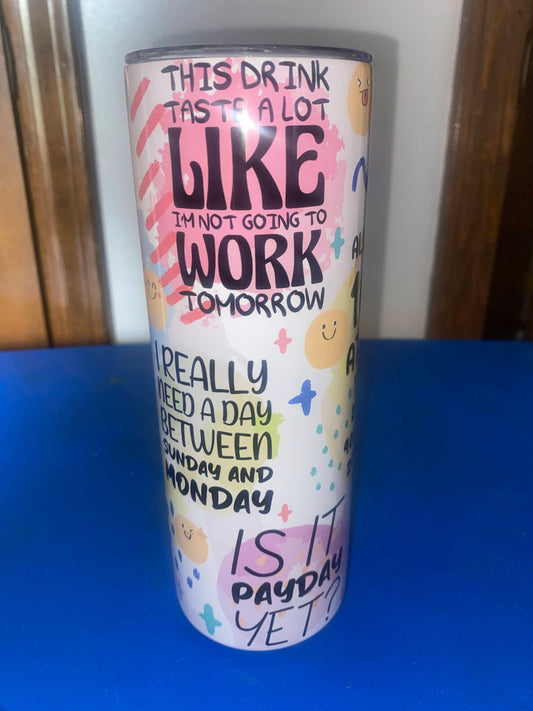 THIS DRINK
TASTE A LOT
LIKE
I'M NOT GOING TO
WORK
TOMORROW
I REALLY
NEED A DAY
BETWEEN
SUNDAY AND
MONDAY
IS IT
PAYDAY
YET?